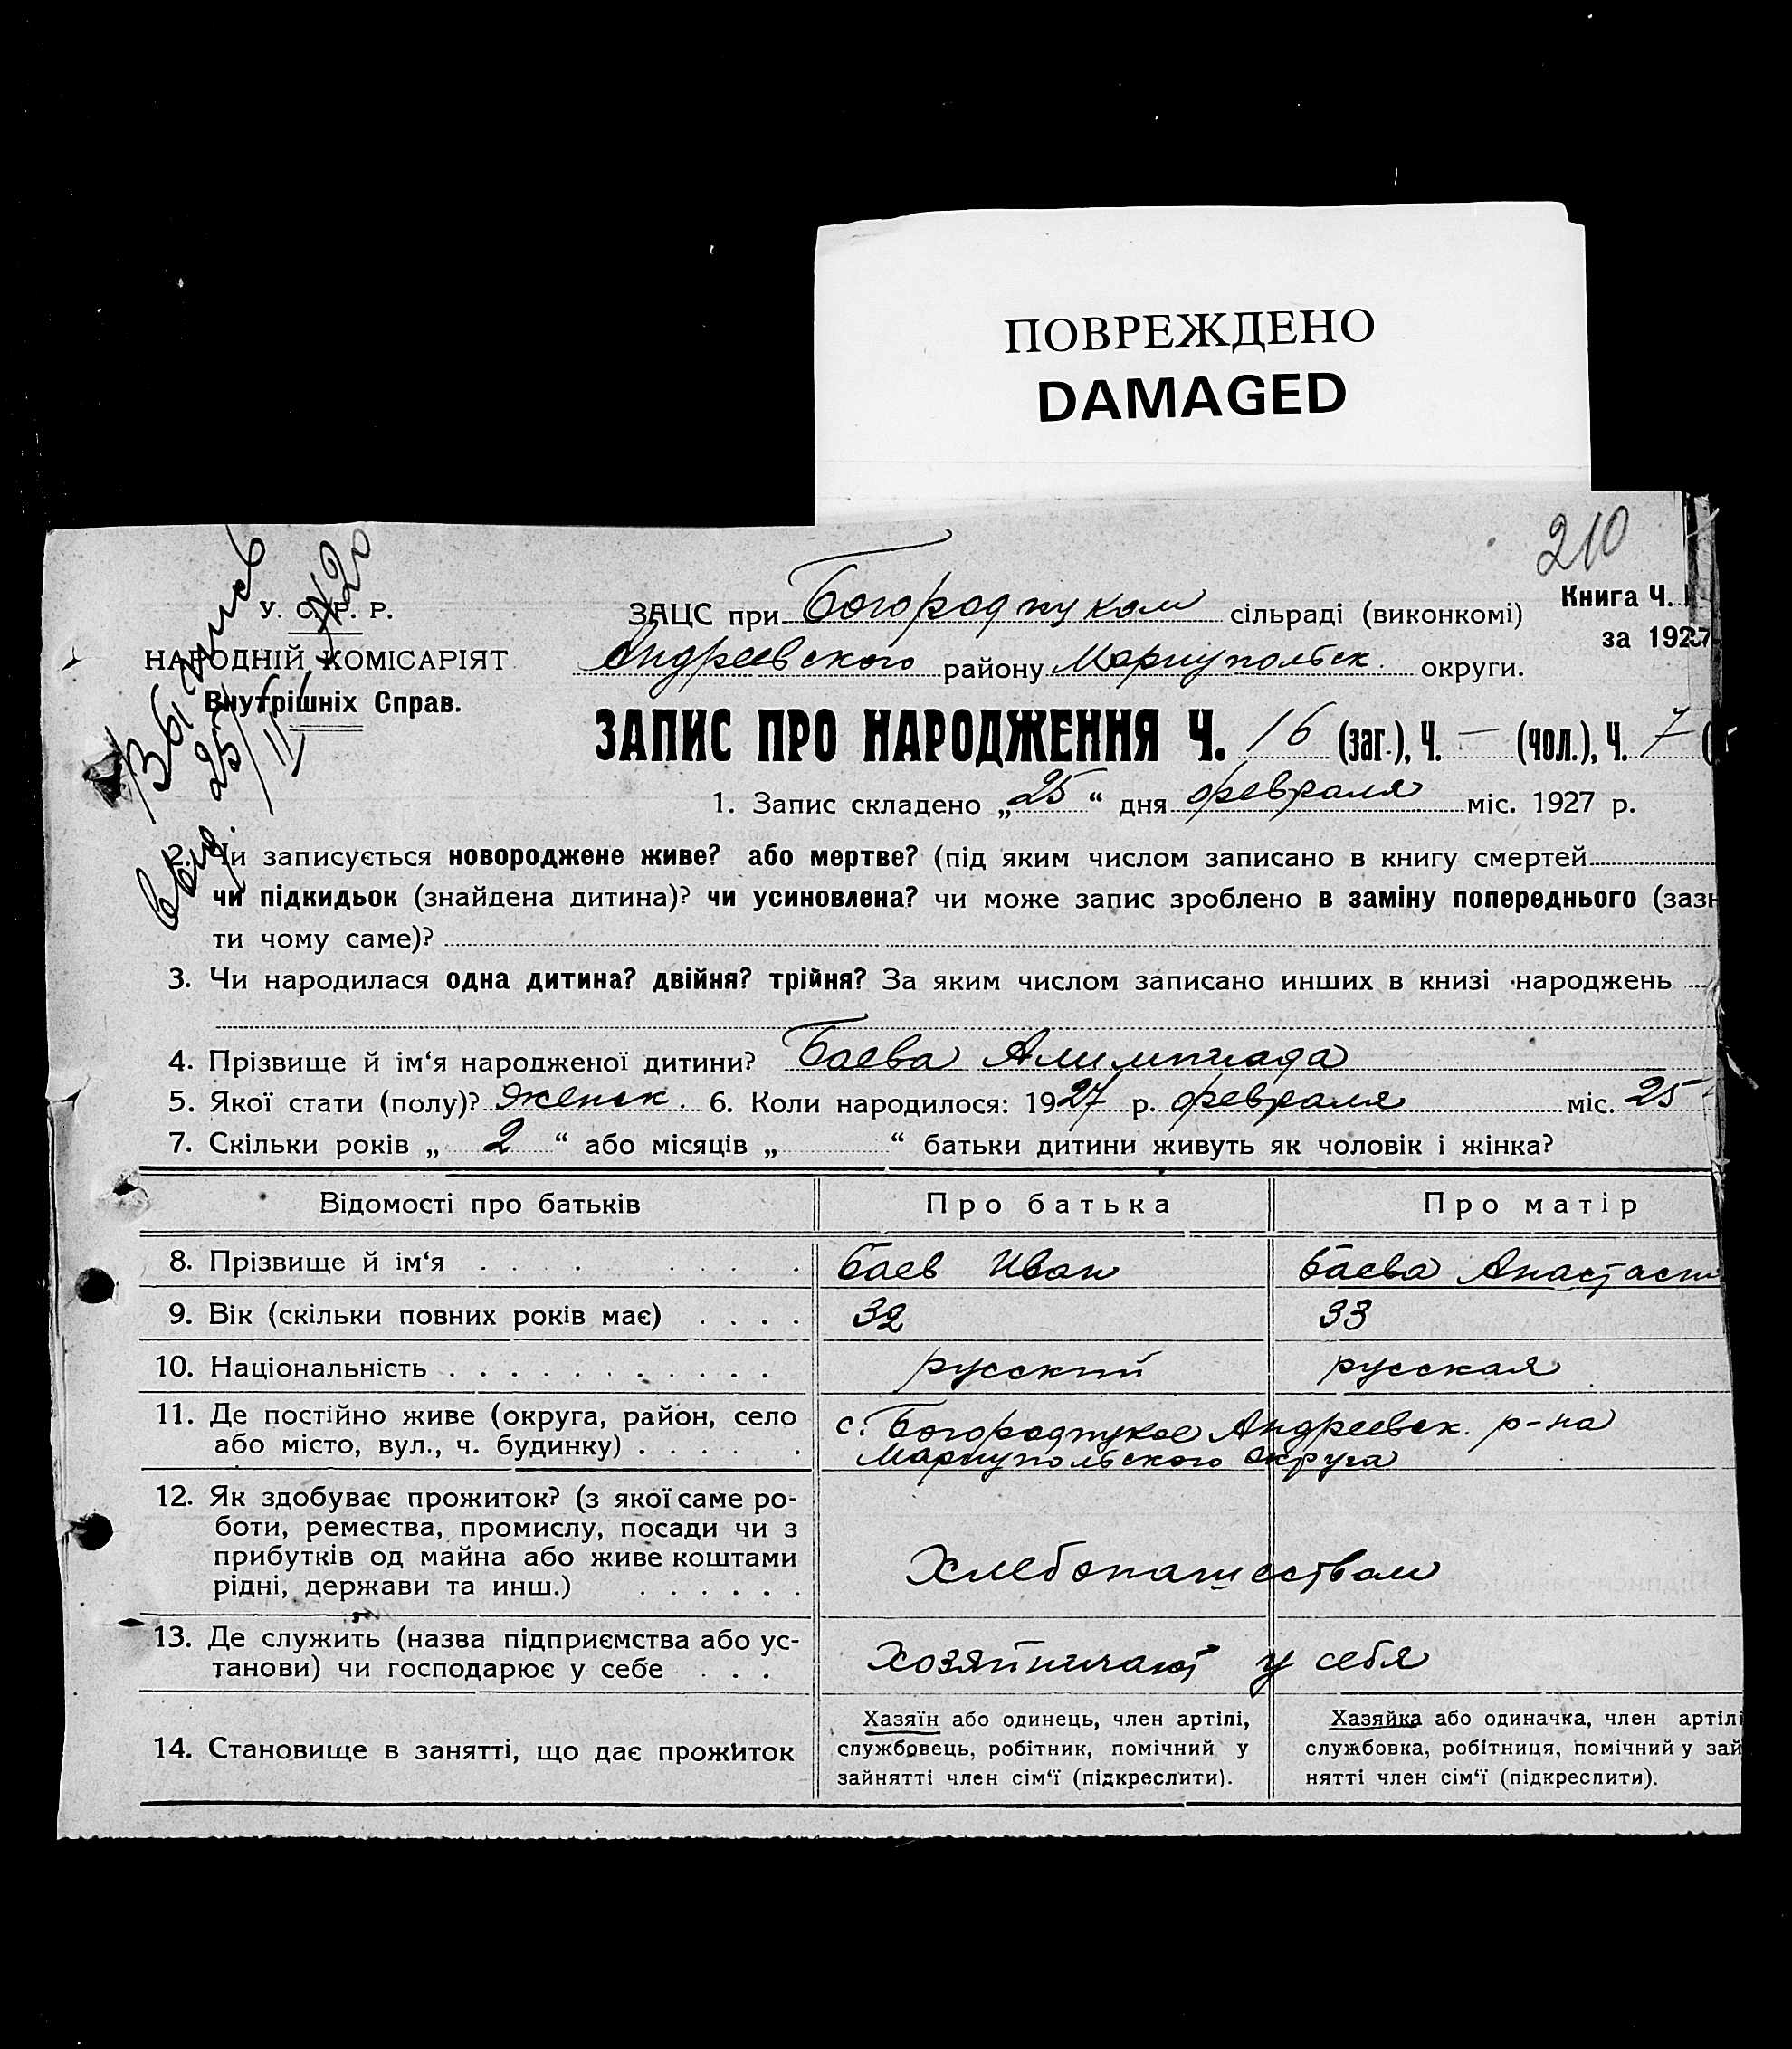 ПОВРЕЖДЕНО
DAMAGED
210
У. С. Р. Р.
НАРОДНІЙ КОМІСАРІЯТ
Внутрішніх Справ.
ЗАЦС при Богородицком сільраді (виконкомі)
Книга Ч. I
за 1927
Андреевского району Мариупольск. округи.
ЗАПИС ПРО НАРОДЖЕННЯ Ч. 16 (заг.), Ч. — (чол.), Ч. 7 (
1. Запис складено „25“ дня февраля міс. 1927 р.
2. Чи записується новороджене живе? або мертве? (під яким числом записано в книгу смертей
чи підкидьок (знайдена дитина)? чи усиновлена? чи може запис зроблено в заміну попереднього (зазн
ти чому саме)?
3. Чи народилася одна дитина? двійня? трійня? За яким числом записано инших в книзі народжень
4. Прізвище й ім‘я народженої дитини? Баева Алимпиада
5. Якої стати (полу)? Женск. 6. Коли народилося: 1927 р. февраля міс. 25
7. Скільки років „ 2 “ або місяців „ “ батьки дитини живуть як чоловік і жінка?
Відомості про батьків Про батька Про матір
8. Прізвище й ім‘я . . . . . . . . Баев Иван Баева Анастаси
9. Вік (скільки повних років має) . . . . 32 33
10. Національність . . . . . . . . . . . русский русская
11. Де постійно живе (округа, район, село
або місто, вул., ч. будинку) . . . . . .
с. Богородицкое Андреевск. р-на
Мариупольского округа
12. Як здобуває прожиток? (з якої саме ро-
боти, ремества, промислу, посади чи з
прибутків од майна або живе коштами
рідні, держави та инш.) . . . . . .
Хлебопашеством
13. Де служить (назва підприємства або ус-
танови) чи господарює у себе . . .
Хозяйничают у себя
14. Становище в занятті, що дає прожиток
Хазяїн або одинець, член артілі,
службовець, робітник, помічний у
зайнятті член сім‘ї (підкреслити).
Хазяйка або одиначка, член артілі
службовка, робітниця, помічний у зай
нятті член сім‘ї (підкреслити).